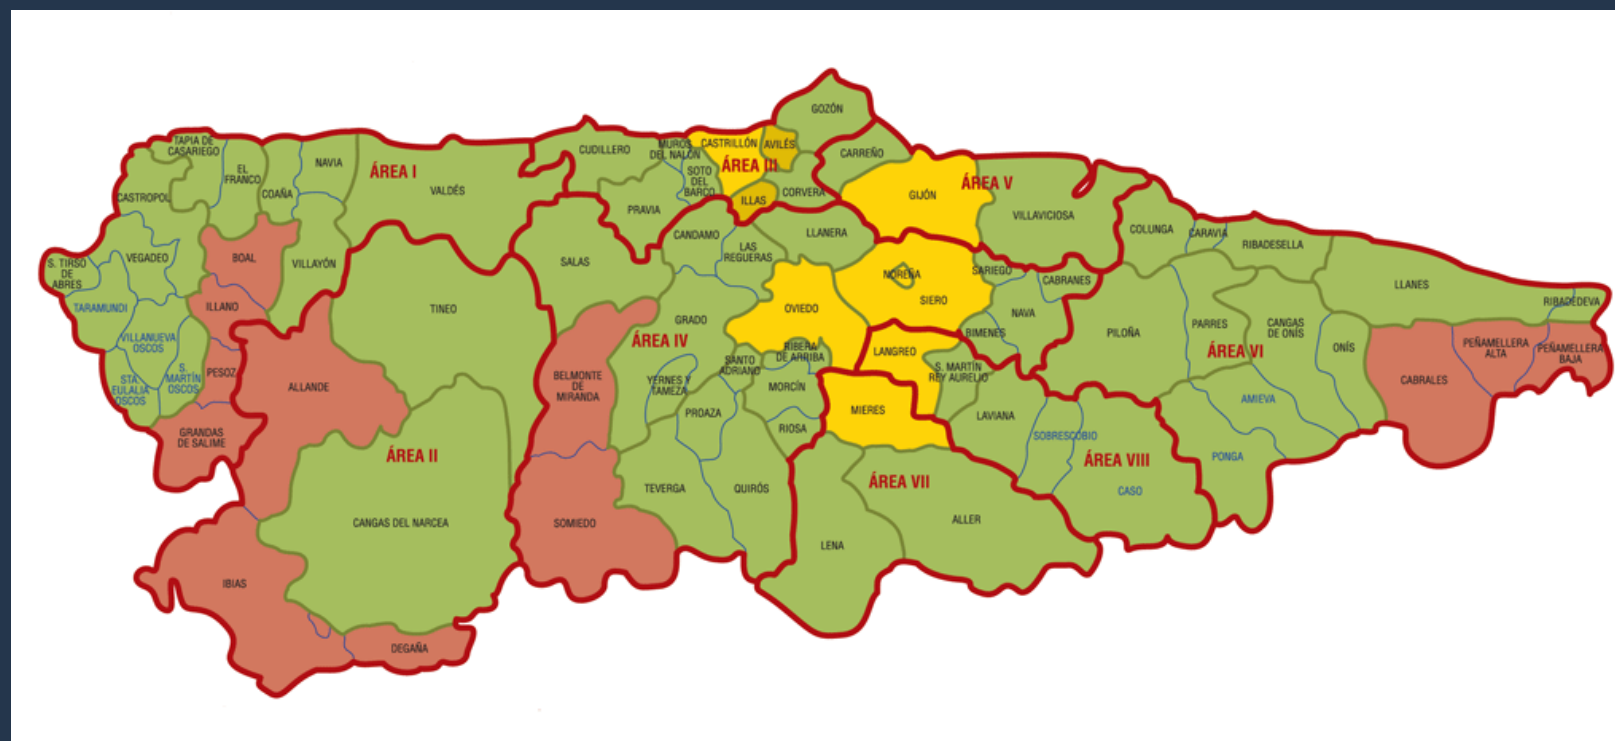 GOZÓN
TAPIA DE
CASARIEGO
EL
FRANCO
COAÑA
NAVIA
ÁREA I
VALDÉS
CUDILLERO
MUROS
DEL NALÓN
SOTO
DEL
BARCO
CASTRILLÓN
AVILÉS
ÁREA III
ILLAS
CORVERA
CARREÑO
GIJÓN
ÁREA V
VILLAVICIOSA
CASTROPOL
PRAVIA
CANDAMO
LAS
REGUERAS
LLANERA
COLUNGA
CARAVIA
RIBADESELLA
S. TIRSO
DE
ABRES
VEGADEO
BOAL
VILLAYÓN
SALAS
NOREÑA
SIERO
SARIEGO
CABRANES
LLANES
RIBADEDEVA
TARAMUNDI
ILLANO
TINEO
GRADO
OVIEDO
NAVA
BIMENES
PILOÑA
PARRES
CANGAS
DE ONÍS
ONÍS
VILLANUEVA
OSCOS
ÁREA IV
RIBERA
DE ARRIBA
LANGREO
ÁREA VI
PEÑAMELLERA
ALTA
PEÑAMELLERA
BAJA
STA.
EULALIA
OSCOS
S.
MARTÍN
OSCOS
PESOZ
ALLANDE
BELMONTE
DE
MIRANDA
YERNES Y
TAMEZA
SANTO
ADRIANO
MORCÍN
S. MARTÍN
REY AURELIO
CABRALES
GRANDAS
DE SALIME
PROAZA
RIOSA
MIERES
LAVIANA
SOBRESCOBIO
AMIEVA
ÁREA II
ÁREA VIII
PONGA
CANGAS DEL NARCEA
SOMIEDO
TEVERGA
QUIRÓS
ÁREA VII
CASO
LENA
ALLER
IBIAS
DEGAÑA